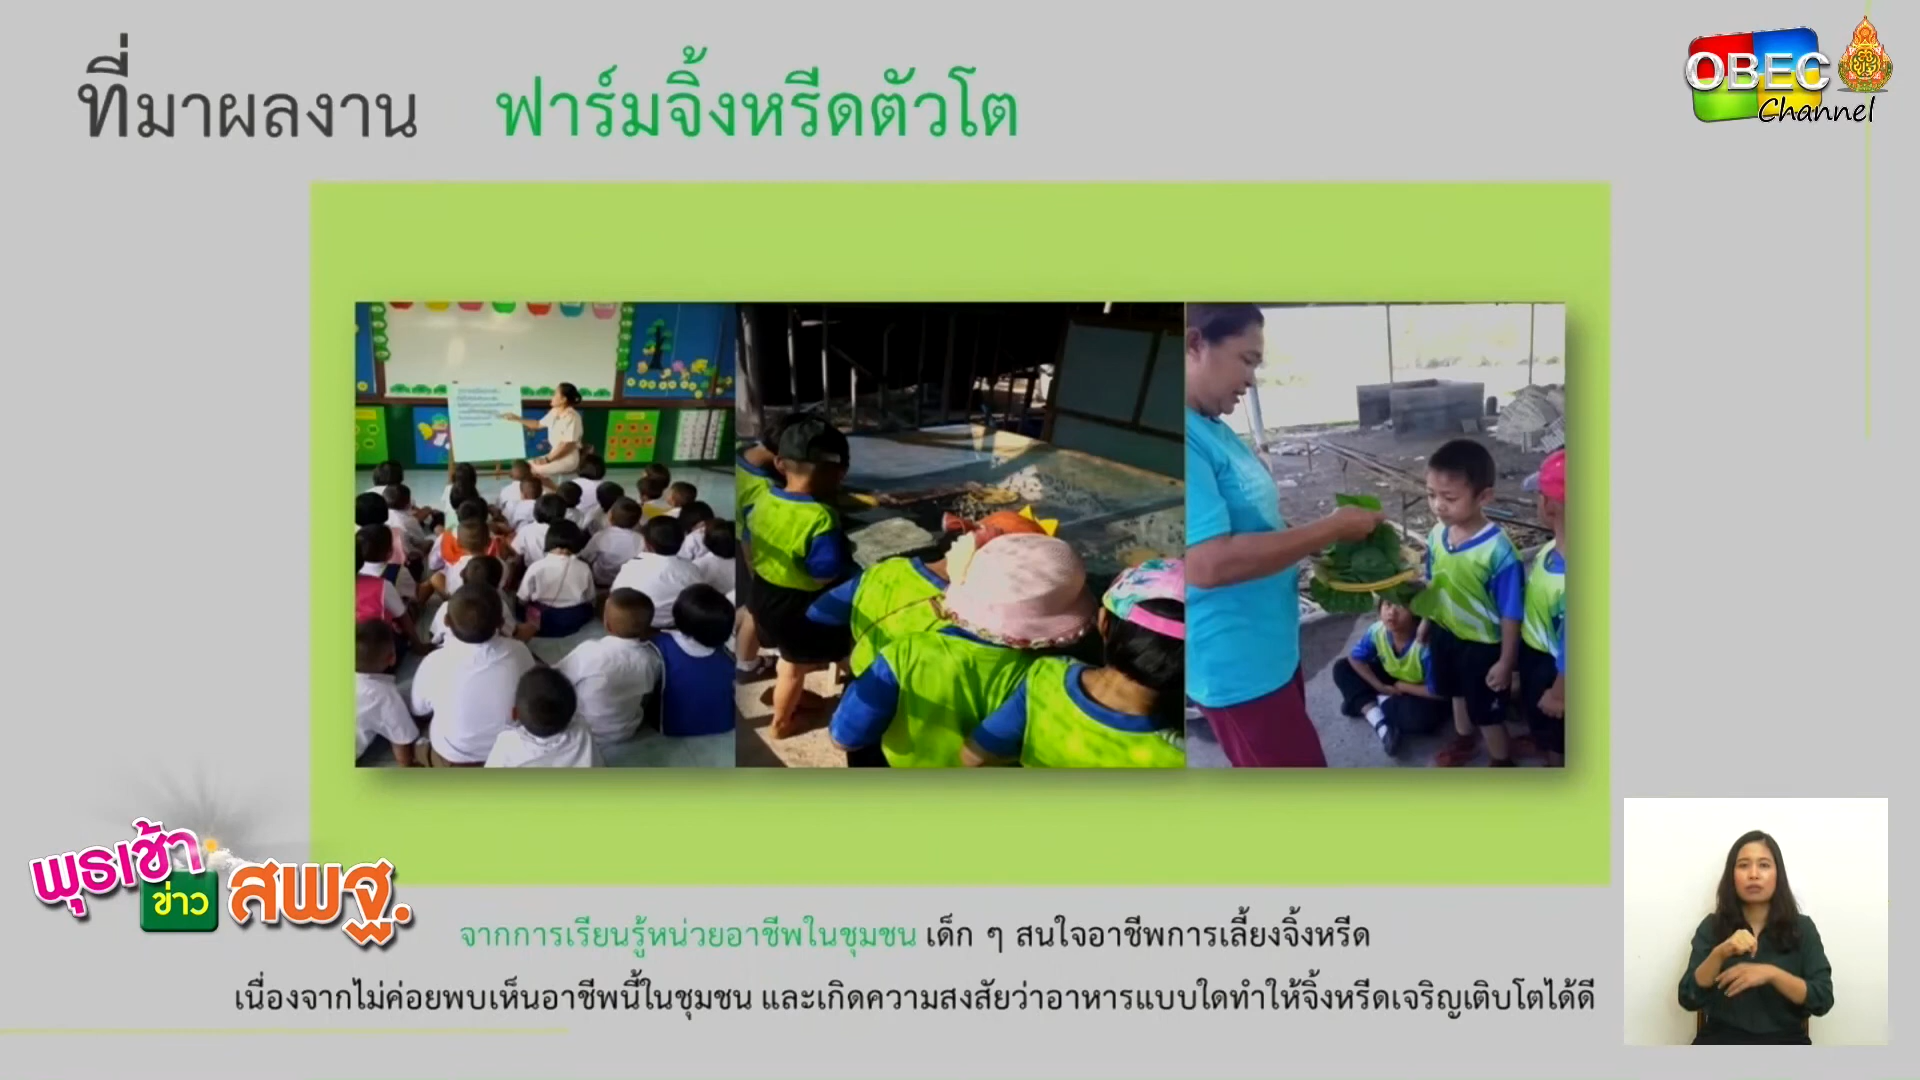 ที่มาผลงาน ฟาร์มจิ้งหรีดตัวโต
OBEC
Channel
พุธเช้า
ข่าว
สพฐ.
จากการเรียนรู้หน่วยอาชีพในชุมชน เด็ก ๆ สนใจอาชีพการเลี้ยงจิ้งหรีด
เนื่องจากไม่ค่อยพบเห็นอาชีพนี้ในชุมชน และเกิดความสงสัยว่าอาหารแบบใดทำให้จิ้งหรีดเจริญเติบโตได้ดี